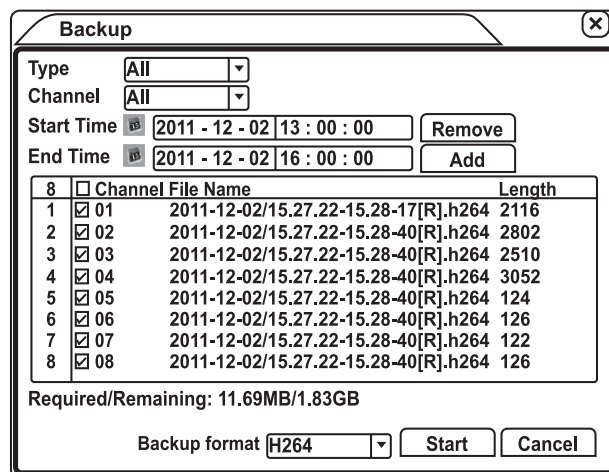 Backup
Type All
Channel All
Start Time 2011 - 12 - 02 13 : 00 : 00 Remove
End Time 2011 - 12 - 02 16 : 00 : 00 Add
8 Channel File Name Length
1 01 2011-12-02/15.27.22-15.28-17[R].h264 2116
2 02 2011-12-02/15.27.22-15.28-40[R].h264 2802
3 03 2011-12-02/15.27.22-15.28-40[R].h264 2510
4 04 2011-12-02/15.27.22-15.28-40[R].h264 3052
5 05 2011-12-02/15.27.22-15.28-40[R].h264 124
6 06 2011-12-02/15.27.22-15.28-40[R].h264 126
7 07 2011-12-02/15.27.22-15.28-40[R].h264 122
8 08 2011-12-02/15.27.22-15.28-40[R].h264 126
Required/Remaining: 11.69MB/1.83GB
Backup format H264 Start Cancel